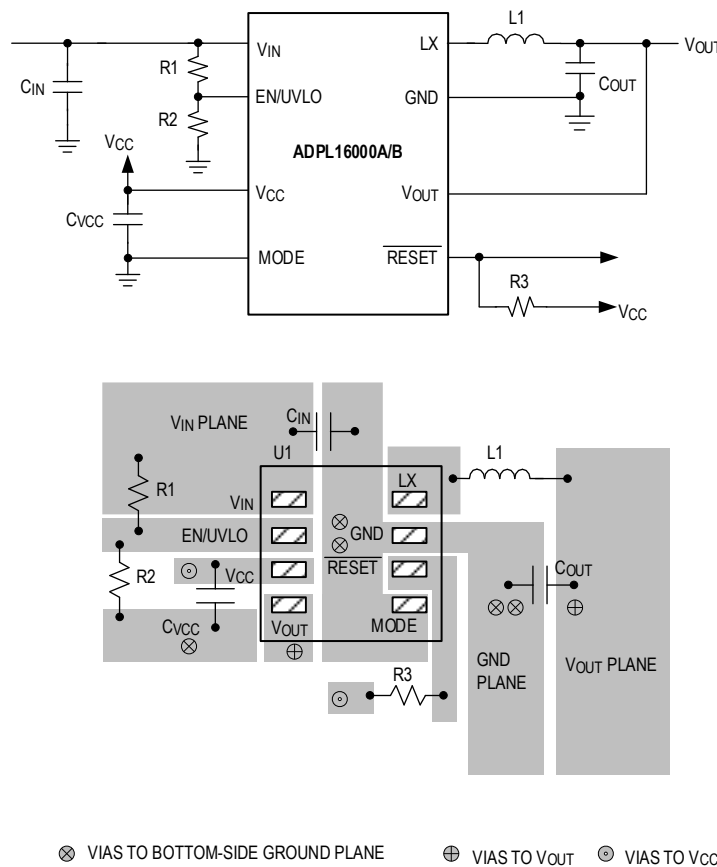 L1
VIN
LX
VOUT
R1
CIN
COUT
EN/UVLO
GND
R2
ADPL16000A/B
VCC
VCC
VOUT
CVCC
MODE
RESET
R3
VCC
CIN
VIN PLANE
U1
L1
R1
LX
VIN
EN/UVLO
GND
RESET
COUT
R2
VCC
CVCC
VOUT
MODE
GND
PLANE
VOUT PLANE
R3
VIAS TO BOTTOM-SIDE GROUND PLANE
VIAS TO VOUT
VIAS TO VCC